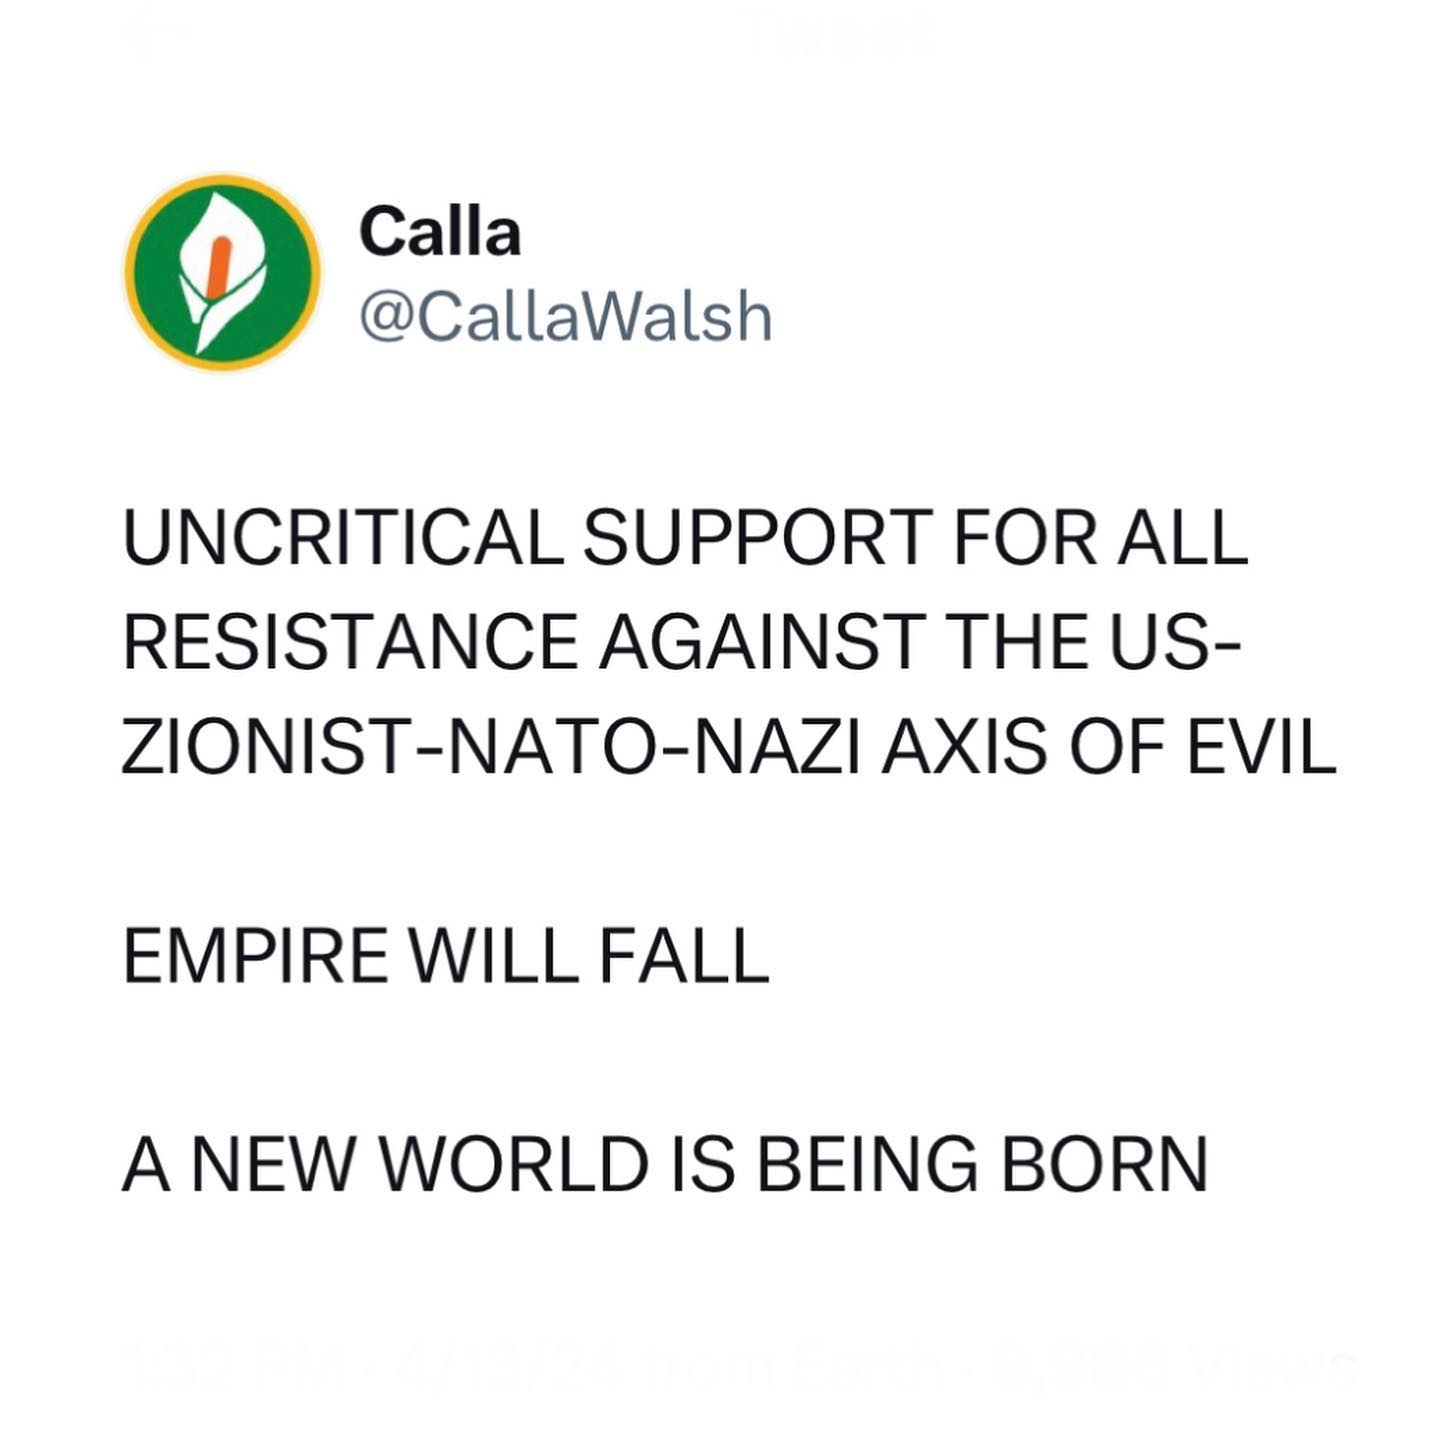 Calla
@CallaWalsh
UNCRITICAL SUPPORT FOR ALL
RESISTANCE AGAINST THE US-
ZIONIST-NATO-NAZI AXIS OF EVIL
EMPIRE WILL FALL
A NEW WORLD IS BEING BORN